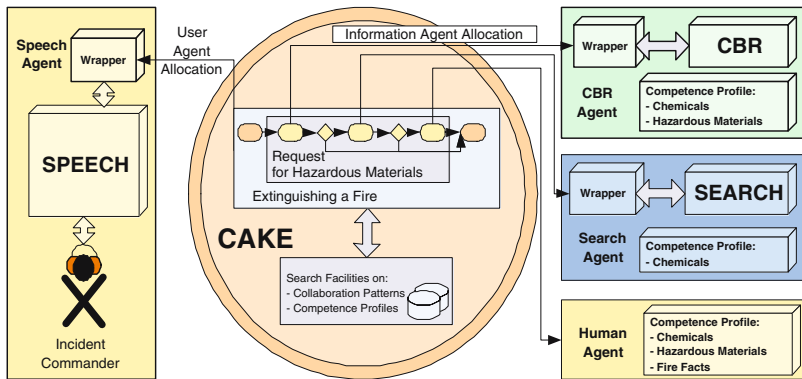 Speech
Agent
Wrapper
SPEECH
Incident
Commander
User
Agent
Allocation
Information Agent Allocation
Request
for Hazardous Materials
Extinguishing a Fire
CAKE
Search Facilities on:
- Collaboration Patterns
- Competence Profiles
Wrapper
CBR
CBR
Agent
Competence Profile:
- Chemicals
- Hazardous Materials
Wrapper
SEARCH
Search
Agent
Competence Profile:
- Chemicals
Human
Agent
Competence Profile:
- Chemicals
- Hazardous Materials
- Fire Facts